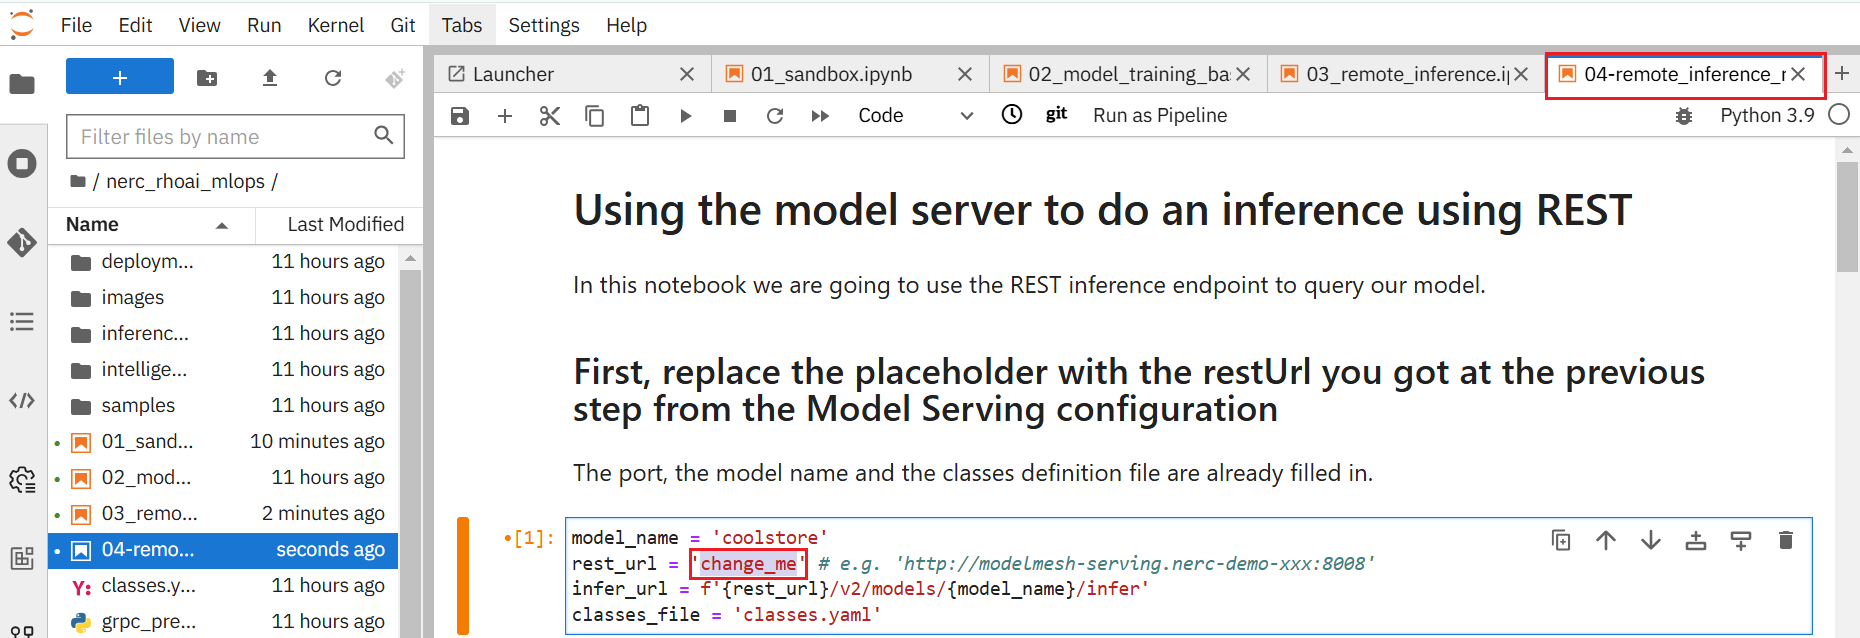 File Edit View Run Kernel Git Tabs Settings Help
Filter files by name
/ nerc_rhoai_mlops /
Name Last Modified
deploym... 11 hours ago
images 11 hours ago
inferenc... 11 hours ago
intellige... 11 hours ago
samples 11 hours ago
01_sand... 10 minutes ago
02_mod... 11 hours ago
03_remo... 2 minutes ago
04-remo... seconds ago
Y: classes.y... 11 hours ago
grpc_pre... 11 hours ago
Launcher 01_sandbox.ipynb 02_model_training_ba 03_remote_inference.i 04-remote_inference_r
Code git Run as Pipeline Python 3.9
Using the model server to do an inference using REST
In this notebook we are going to use the REST inference endpoint to query our model.
First, replace the placeholder with the restUrl you got at the previous
step from the Model Serving configuration
The port, the model name and the classes definition file are already filled in.
[1]: model_name = 'coolstore'
rest_url = 'change_me' # e.g. 'http://modelmesh-serving.nerc-demo-xxx:8008'
infer_url = f'{rest_url}/v2/models/{model_name}/infer'
classes_file = 'classes.yaml'